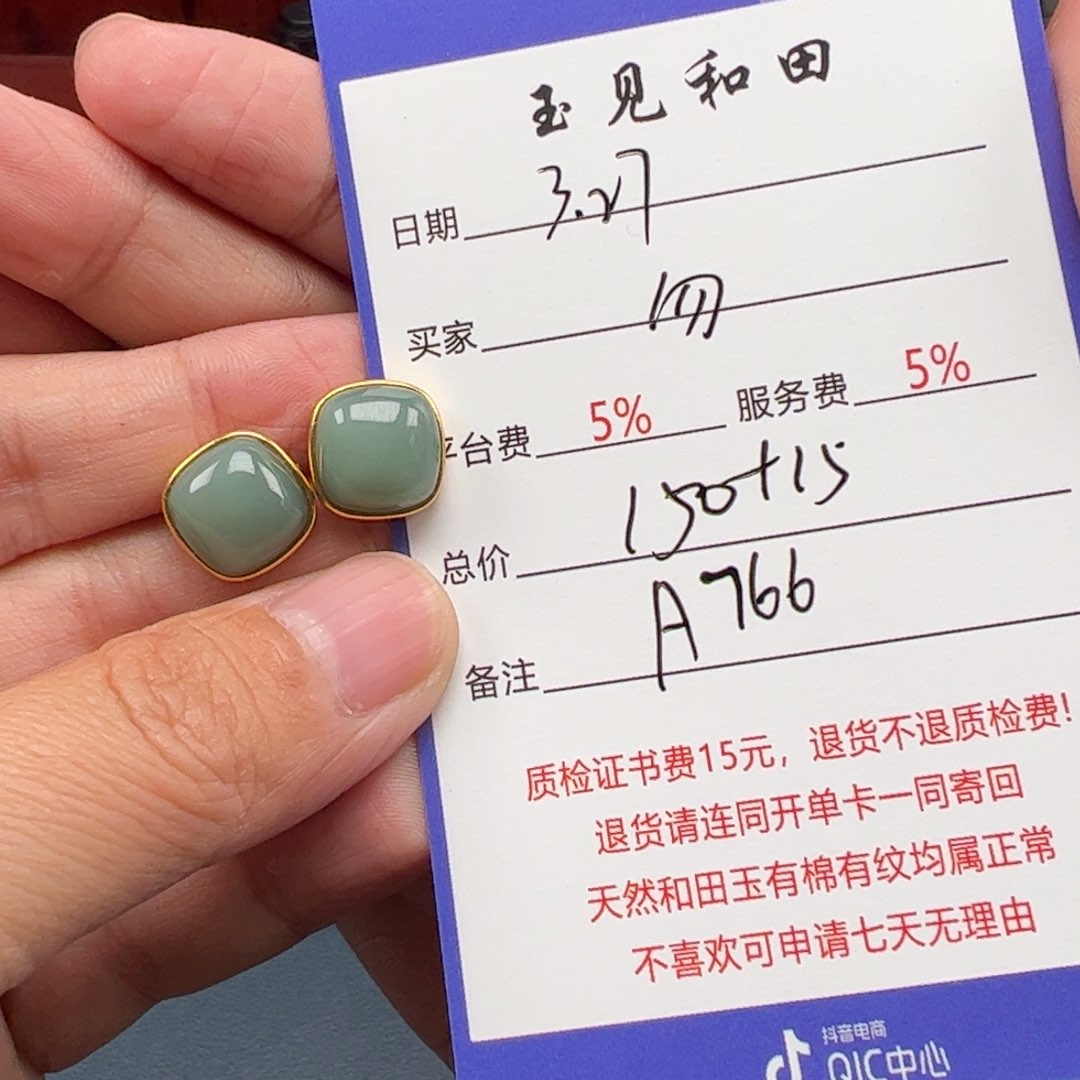 玉见和田
日期 3.27
买家
平台费 5% 服务费 5%
总价 150+15
备注 A766
质检证书费15元，退货不退质检费！
退货请连同开单卡一同寄回
天然和田玉有棉有纹均属正常
不喜欢可申请七天无理由
抖音电商
QIC中心